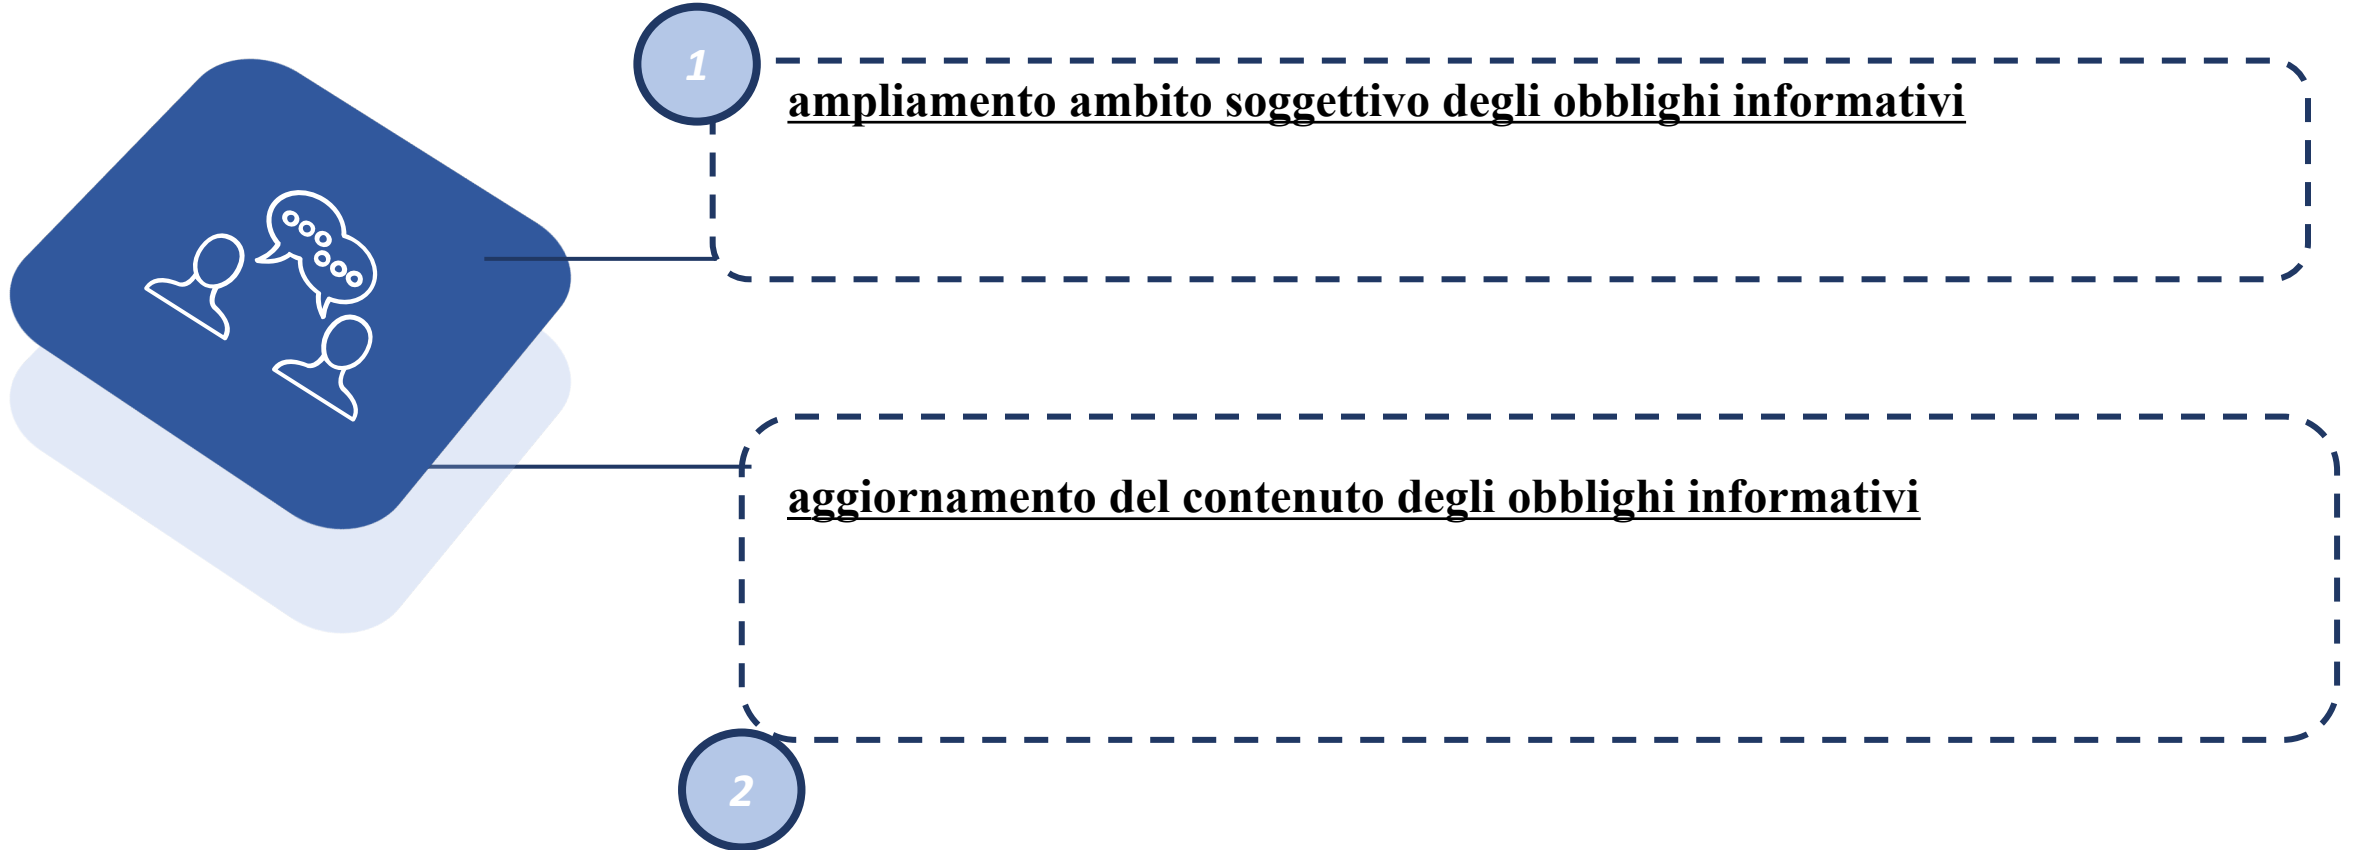 1
ampliamento ambito soggettivo degli obblighi informativi
aggiornamento del contenuto degli obblighi informativi
2